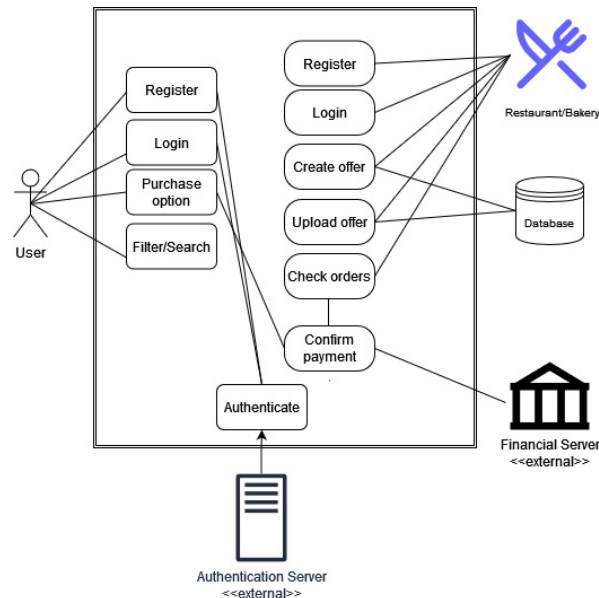 Register
Login
Purchase
option
Filter/Search
User
Register
Login
Create offer
Upload offer
Check orders
Confirm
payment
Authenticate
Restaurant/Bakery
Database
Financial Server
<<external>>
Authentication Server
<<external>>